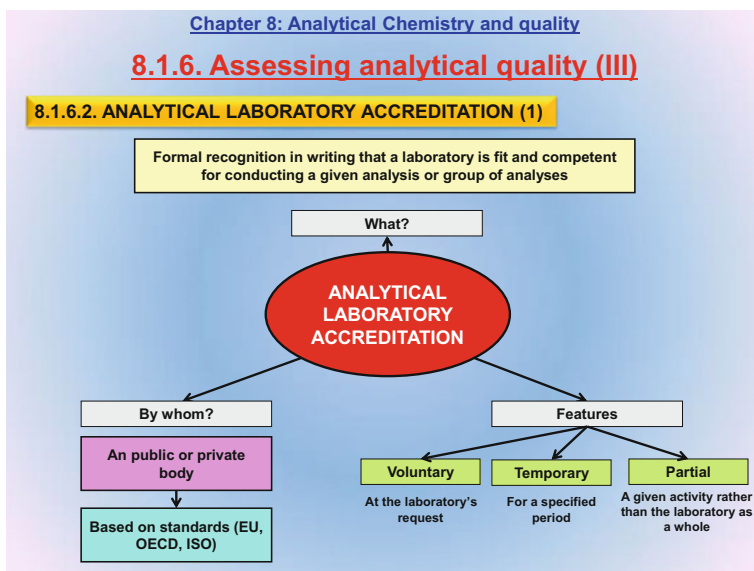 Chapter 8: Analytical Chemistry and quality
8.1.6. Assessing analytical quality (III)
8.1.6.2. ANALYTICAL LABORATORY ACCREDITATION (1)
Formal recognition in writing that a laboratory is fit and competent
for conducting a given analysis or group of analyses
What?
ANALYTICAL
LABORATORY
ACCREDITATION
By whom?
An public or private
body
Based on standards (EU,
OECD, ISO)
Features
Voluntary
At the laboratory's
request
Temporary
For a specified
period
Partial
A given activity rather
than the laboratory as
a whole